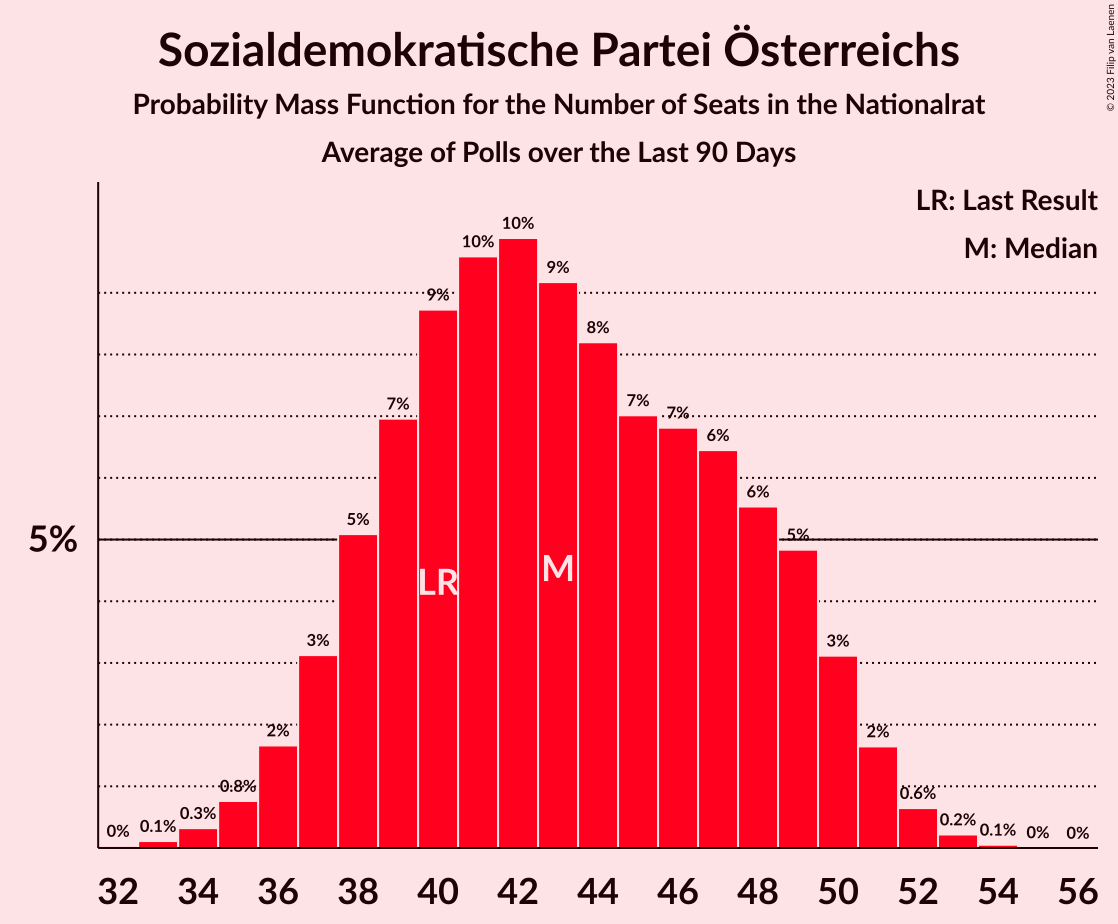 Sozialdemokratische Partei Österreichs
Probability Mass Function for the Number of Seats in the Nationalrat
Average of Polls over the Last 90 Days
© 2023 Filip van Laenen
LR: Last Result
M: Median
5%
0%
0.1%
0.3%
0.8%
2%
3%
5%
7%
9%
10%
10%
9%
8%
7%
7%
6%
6%
5%
3%
2%
0.6%
0.2%
0.1%
0%
0%
LR
M
32 34 36 38 40 42 44 46 48 50 52 54 56